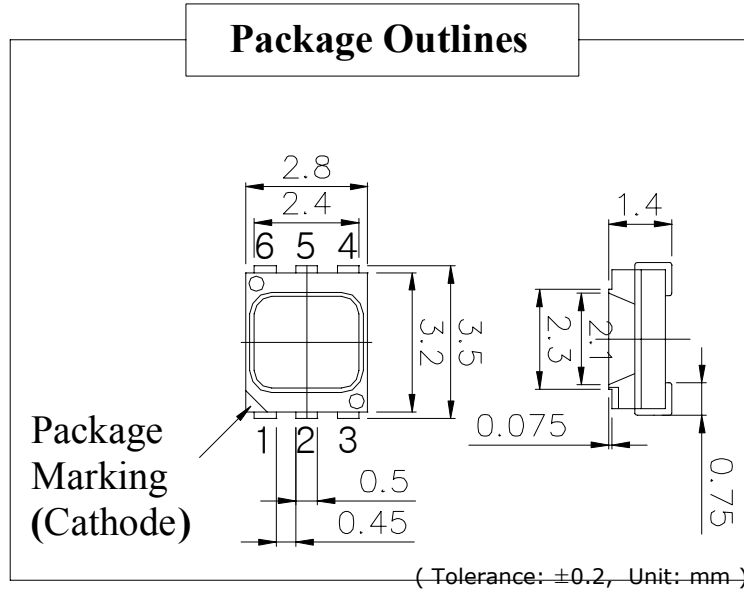 Package Outlines
2.8
2.4
1.4
6 5 4
3.2
3.5
2.3
2.1
0.075
0.75
1 2 3
Package
Marking
(Cathode)
0.5
0.45
( Tolerance: ±0.2, Unit: mm )